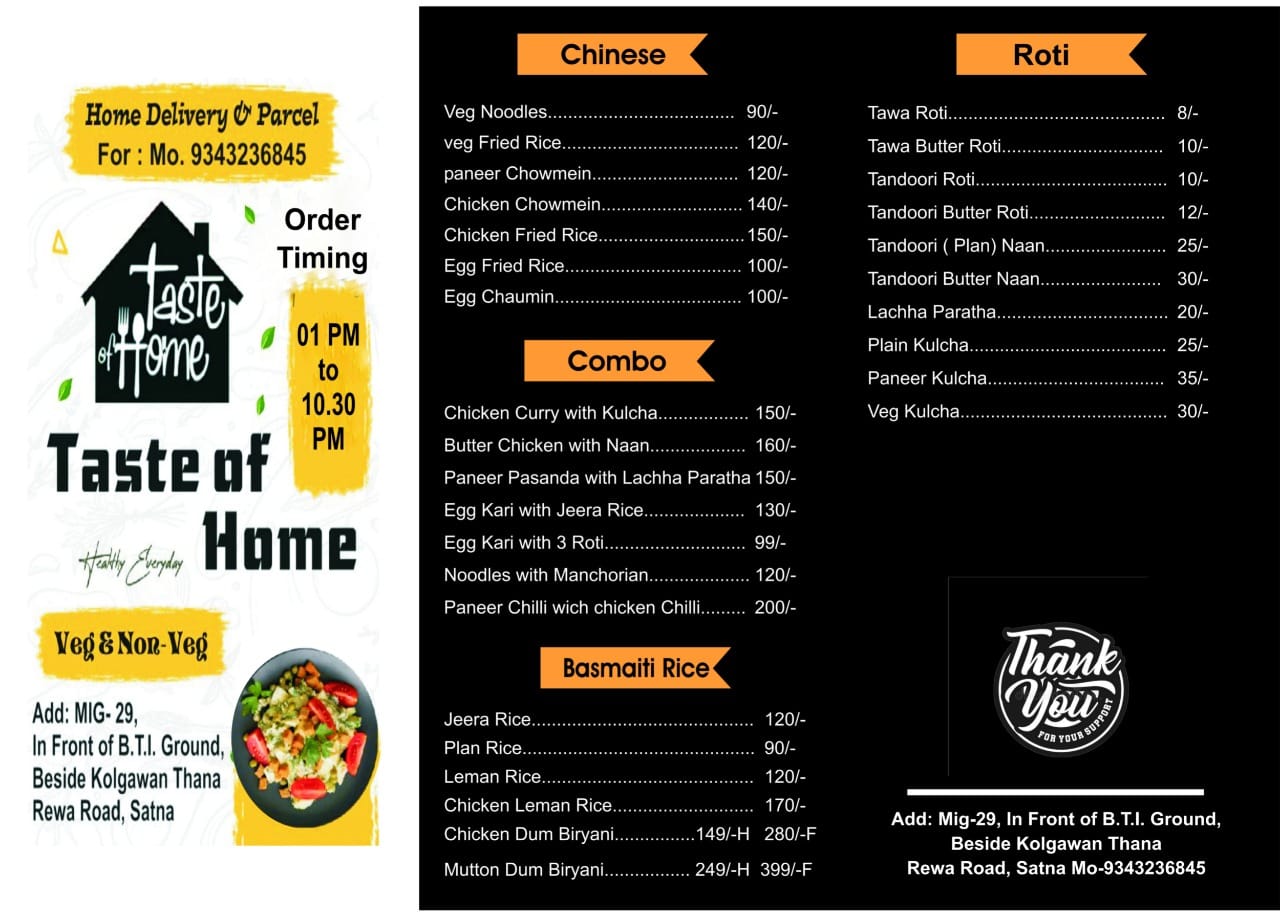 Home Delivery & Parcel
For : Mo. 9343236845
Order
Timing
Taste
of Home
01 PM
to
10.30
PM
Taste of
Home
Healthy Everyday
Veg & Non-Veg
Add: MIG- 29,
In Front of B.T.I. Ground,
Beside Kolgawan Thana
Rewa Road, Satna
Chinese
Veg Noodles..................................... 90/-
veg Fried Rice................................... 120/-
paneer Chowmein............................. 120/-
Chicken Chowmein............................ 140/-
Chicken Fried Rice.............................150/-
Egg Fried Rice................................... 100/-
Egg Chaumin..................................... 100/-
Combo
Chicken Curry with Kulcha.................. 150/-
Butter Chicken with Naan................... 160/-
Paneer Pasanda with Lachha Paratha 150/-
Egg Kari with Jeera Rice.................... 130/-
Egg Kari with 3 Roti............................ 99/-
Noodles with Manchorian.................... 120/-
Paneer Chilli wich chicken Chilli......... 200/-
Basmaiti Rice
Jeera Rice............................................ 120/-
Plan Rice.............................................. 90/-
Leman Rice.......................................... 120/-
Chicken Leman Rice............................ 170/-
Chicken Dum Biryani................149/-H 280/-F
Mutton Dum Biryani................. 249/-H 399/-F
Roti
Tawa Roti........................................... 8/-
Tawa Butter Roti................................ 10/-
Tandoori Roti...................................... 10/-
Tandoori Butter Roti........................... 12/-
Tandoori ( Plan) Naan........................ 25/-
Tandoori Butter Naan........................ 30/-
Lachha Paratha.................................. 20/-
Plain Kulcha....................................... 25/-
Paneer Kulcha................................... 35/-
Veg Kulcha......................................... 30/-
Thank
You
FOR YOUR SUPPORT
Add: Mig-29, In Front of B.T.I. Ground,
Beside Kolgawan Thana
Rewa Road, Satna Mo-9343236845